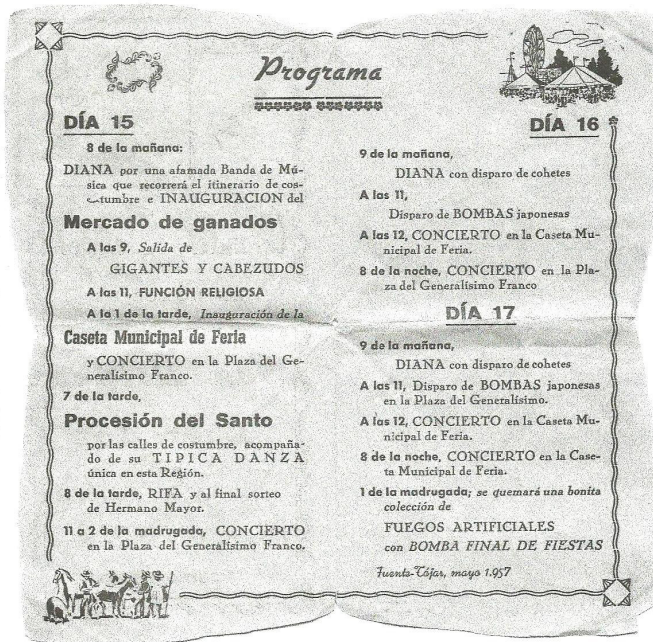 Programa
DÍA 15
8 de la mañana:
DIANA por una afamada Banda de Mú-
sica que recorrerá el itinerario de cos-
tumbre e INAUGURACION del
Mercado de ganados
A las 9, Salida de
GIGANTES Y CABEZUDOS
A las 11, FUNCIÓN RELIGIOSA
A la 1 de la tarde, Inauguración de la
Caseta Municipal de Feria
y CONCIERTO en la Plaza del Ge-
neralísimo Franco.
7 de la tarde,
Procesión del Santo
por las calles de costumbre, acompaña-
do de su TIPICA DANZA
única en esta Región.
8 de la tarde, RIFA y al final sorteo
de Hermano Mayor.
11 a 2 de la madrugada, CONCIERTO
en la Plaza del Generalísimo Franco.
DÍA 16
9 de la mañana,
DIANA con disparo de cohetes
A las 11,
Disparo de BOMBAS japonesas
A las 12, CONCIERTO en la Caseta Mu-
nicipal de Feria.
8 de la noche, CONCIERTO en la Pla-
za del Generalísimo Franco
DÍA 17
9 de la mañana,
DIANA con disparo de cohetes
A las 11, Disparo de BOMBAS japonesas
en la Plaza del Generalísimo.
A las 12, CONCIERTO en la Caseta Mu-
nicipal de Feria.
8 de la noche, CONCIERTO en la Case-
ta Municipal de Feria.
1 de la madrugada; se quemará una bonita
colección de
FUEGOS ARTIFICIALES
con BOMBA FINAL DE FIESTAS
Fuente-Tójar, mayo 1.957